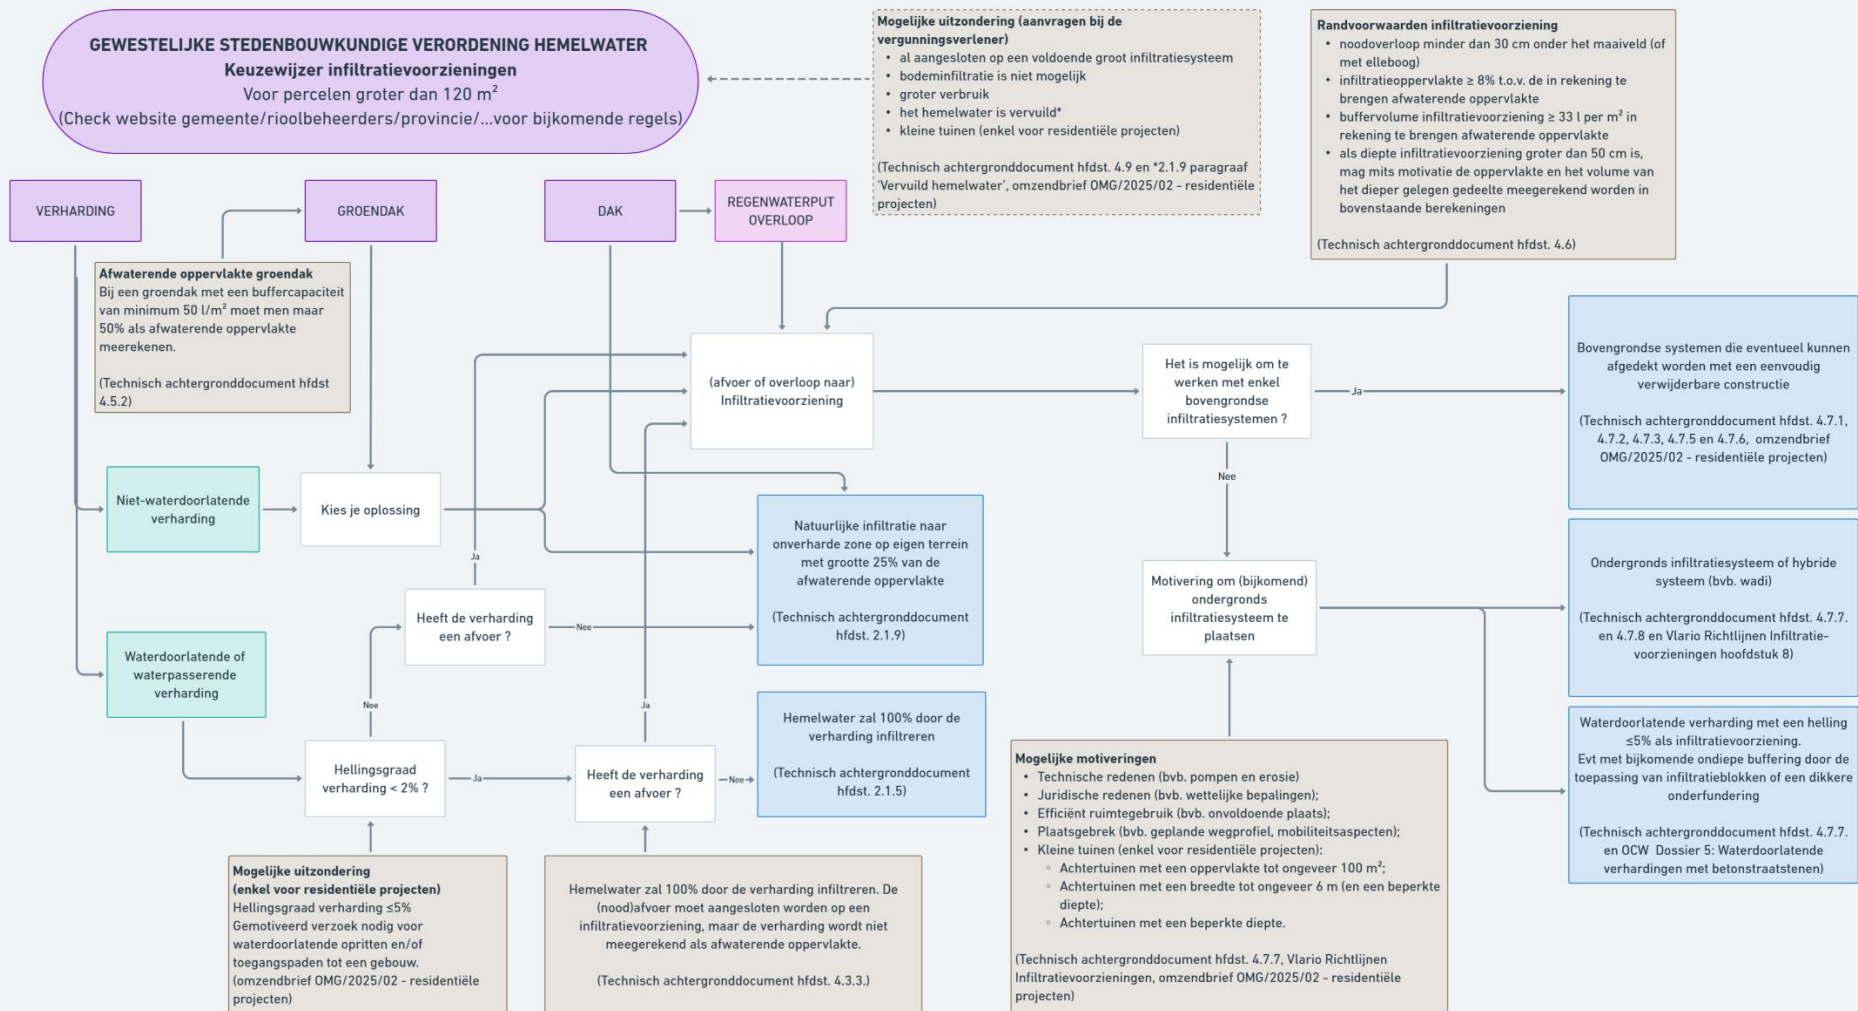 GEWESTELIJKE STEDENBOUWKUNDIGE VERORDENING HEMELWATER
Keuzewijzer infiltratievoorzieningen
Voor percelen groter dan 120 m²
(Check website gemeente/rioolbeheerders/provincie/...voor bijkomende regels)
Mogelijke uitzondering (aanvragen bij de
vergunningsverlener)
• al aangesloten op een voldoende groot infiltratiesysteem
• bodeminfiltratie is niet mogelijk
• groter verbruik
• het hemelwater is vervuild*
• kleine tuinen (enkel voor residentiële projecten)
(Technisch achtergronddocument hfdst. 4.9 en *2.1.9 paragraaf
'Vervuild hemelwater', omzendbrief OMG/2025/02 - residentiële
projecten)
Randvoorwaarden infiltratievoorziening
• noodoverloop minder dan 30 cm onder het maaiveld (of
met elleboog)
• infiltratieoppervlakte ≥ 8% t.o.v. de in rekening te
brengen afwaterende oppervlakte
• buffervolume infiltratievoorziening ≥ 33 l per m² in
rekening te brengen afwaterende oppervlakte
• als diepte infiltratievoorziening groter dan 50 cm is,
mag mits motivatie de oppervlakte en het volume van
het dieper gelegen gedeelte meegerekend worden in
bovenstaande berekeningen
(Technisch achtergronddocument hfdst. 4.6)
VERHARDING
GROENDAK
DAK
REGENWATERPUT
OVERLOOP
Afwaterende oppervlakte groendak
Bij een groendak met een buffercapaciteit
van minimum 50 l/m² moet men maar
50% als afwaterende oppervlakte
meerekenen.
(Technisch achtergronddocument hfdst
4.5.2)
(afvoer of overloop naar)
Infiltratievoorziening
Het is mogelijk om te
werken met enkel
bovengrondse
infiltratiesystemen ?
Ja
Bovengrondse systemen die eventueel kunnen
afgedekt worden met een eenvoudig
verwijderbare constructie
(Technisch achtergronddocument hfdst. 4.7.1,
4.7.2, 4.7.3, 4.7.5 en 4.7.6, omzendbrief
OMG/2025/02 - residentiële projecten)
Nee
Niet-waterdoorlatende
verharding
Kies je oplossing
Ja
Natuurlijke infiltratie naar
onverharde zone op eigen terrein
met grootte 25% van de
afwaterende oppervlakte
(Technisch achtergronddocument
hfdst. 2.1.9)
Motivering om (bijkomend)
ondergronds
infiltratiesysteem te
plaatsen
Ondergronds infiltratiesysteem of hybride
systeem (bvb. wadi)
(Technisch achtergronddocument hfdst. 4.7.7.
en 4.7.8 en Vlario Richtlijnen Infiltratie-
voorzieningen hoofdstuk 8)
Heeft de verharding
een afvoer ?
Nee
Waterdoorlatende of
waterpasserende
verharding
Nee
Ja
Hellingsgraad
verharding < 2% ?
Ja
Heeft de verharding
een afvoer ?
Nee
Hemelwater zal 100% door de
verharding infiltreren
(Technisch achtergronddocument
hfdst. 2.1.5)
Waterdoorlatende verharding met een helling
≤5% als infiltratievoorziening.
Evt met bijkomende ondiepe buffering door de
toepassing van infiltratieblokken of een dikkere
onderfundering
(Technisch achtergronddocument hfdst. 4.7.7.
en OCW Dossier 5: Waterdoorlatende
verhardingen met betonstraatstenen)
Mogelijke uitzondering
(enkel voor residentiële projecten)
Hellingsgraad verharding ≤5%
Gemotiveerd verzoek nodig voor
waterdoorlatende opritten en/of
toegangspaden tot een gebouw.
(omzendbrief OMG/2025/02 - residentiële
projecten)
Hemelwater zal 100% door de verharding infiltreren. De
(nood)afvoer moet aangesloten worden op een
infiltratievoorziening, maar de verharding wordt niet
meegerekend als afwaterende oppervlakte.
(Technisch achtergronddocument hfdst. 4.3.3.)
Mogelijke motiveringen
• Technische redenen (bvb. pompen en erosie)
• Juridische redenen (bvb. wettelijke bepalingen);
• Efficiënt ruimtegebruik (bvb. onvoldoende plaats);
• Plaatsgebrek (bvb. geplande wegprofiel, mobiliteitsaspecten);
• Kleine tuinen (enkel voor residentiële projecten):
◦ Achtertuinen met een oppervlakte tot ongeveer 100 m²;
◦ Achtertuinen met een breedte tot ongeveer 6 m (en een beperkte
diepte);
◦ Achtertuinen met een beperkte diepte.
(Technisch achtergronddocument hfdst. 4.7.7, Vlario Richtlijnen
Infiltratievoorzieningen, omzendbrief OMG/2025/02 - residentiële
projecten)